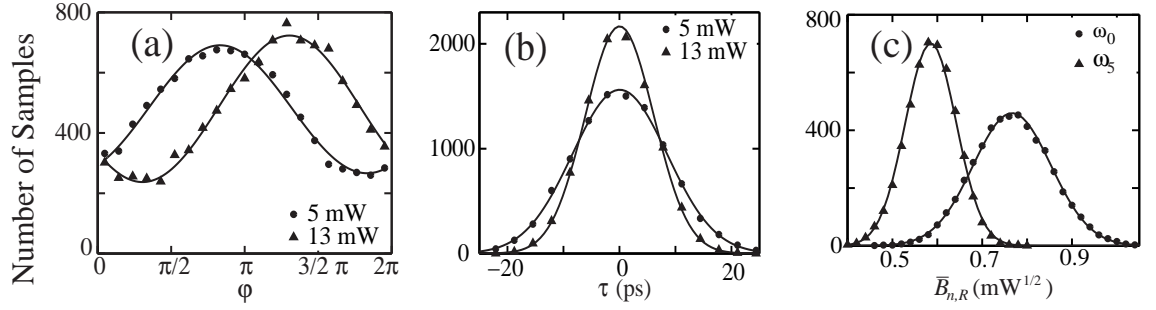 Number of Samples
800
400
0
(a)
5 mW
13 mW
0 π/2 π 3/2 π 2π
φ
2000
1000
0
(b)
5 mW
13 mW
−20 0 20
τ (ps)
800
400
0
(c)
ω0
ω5
0.5 0.7 0.9
B̅n,R (mW1/2)